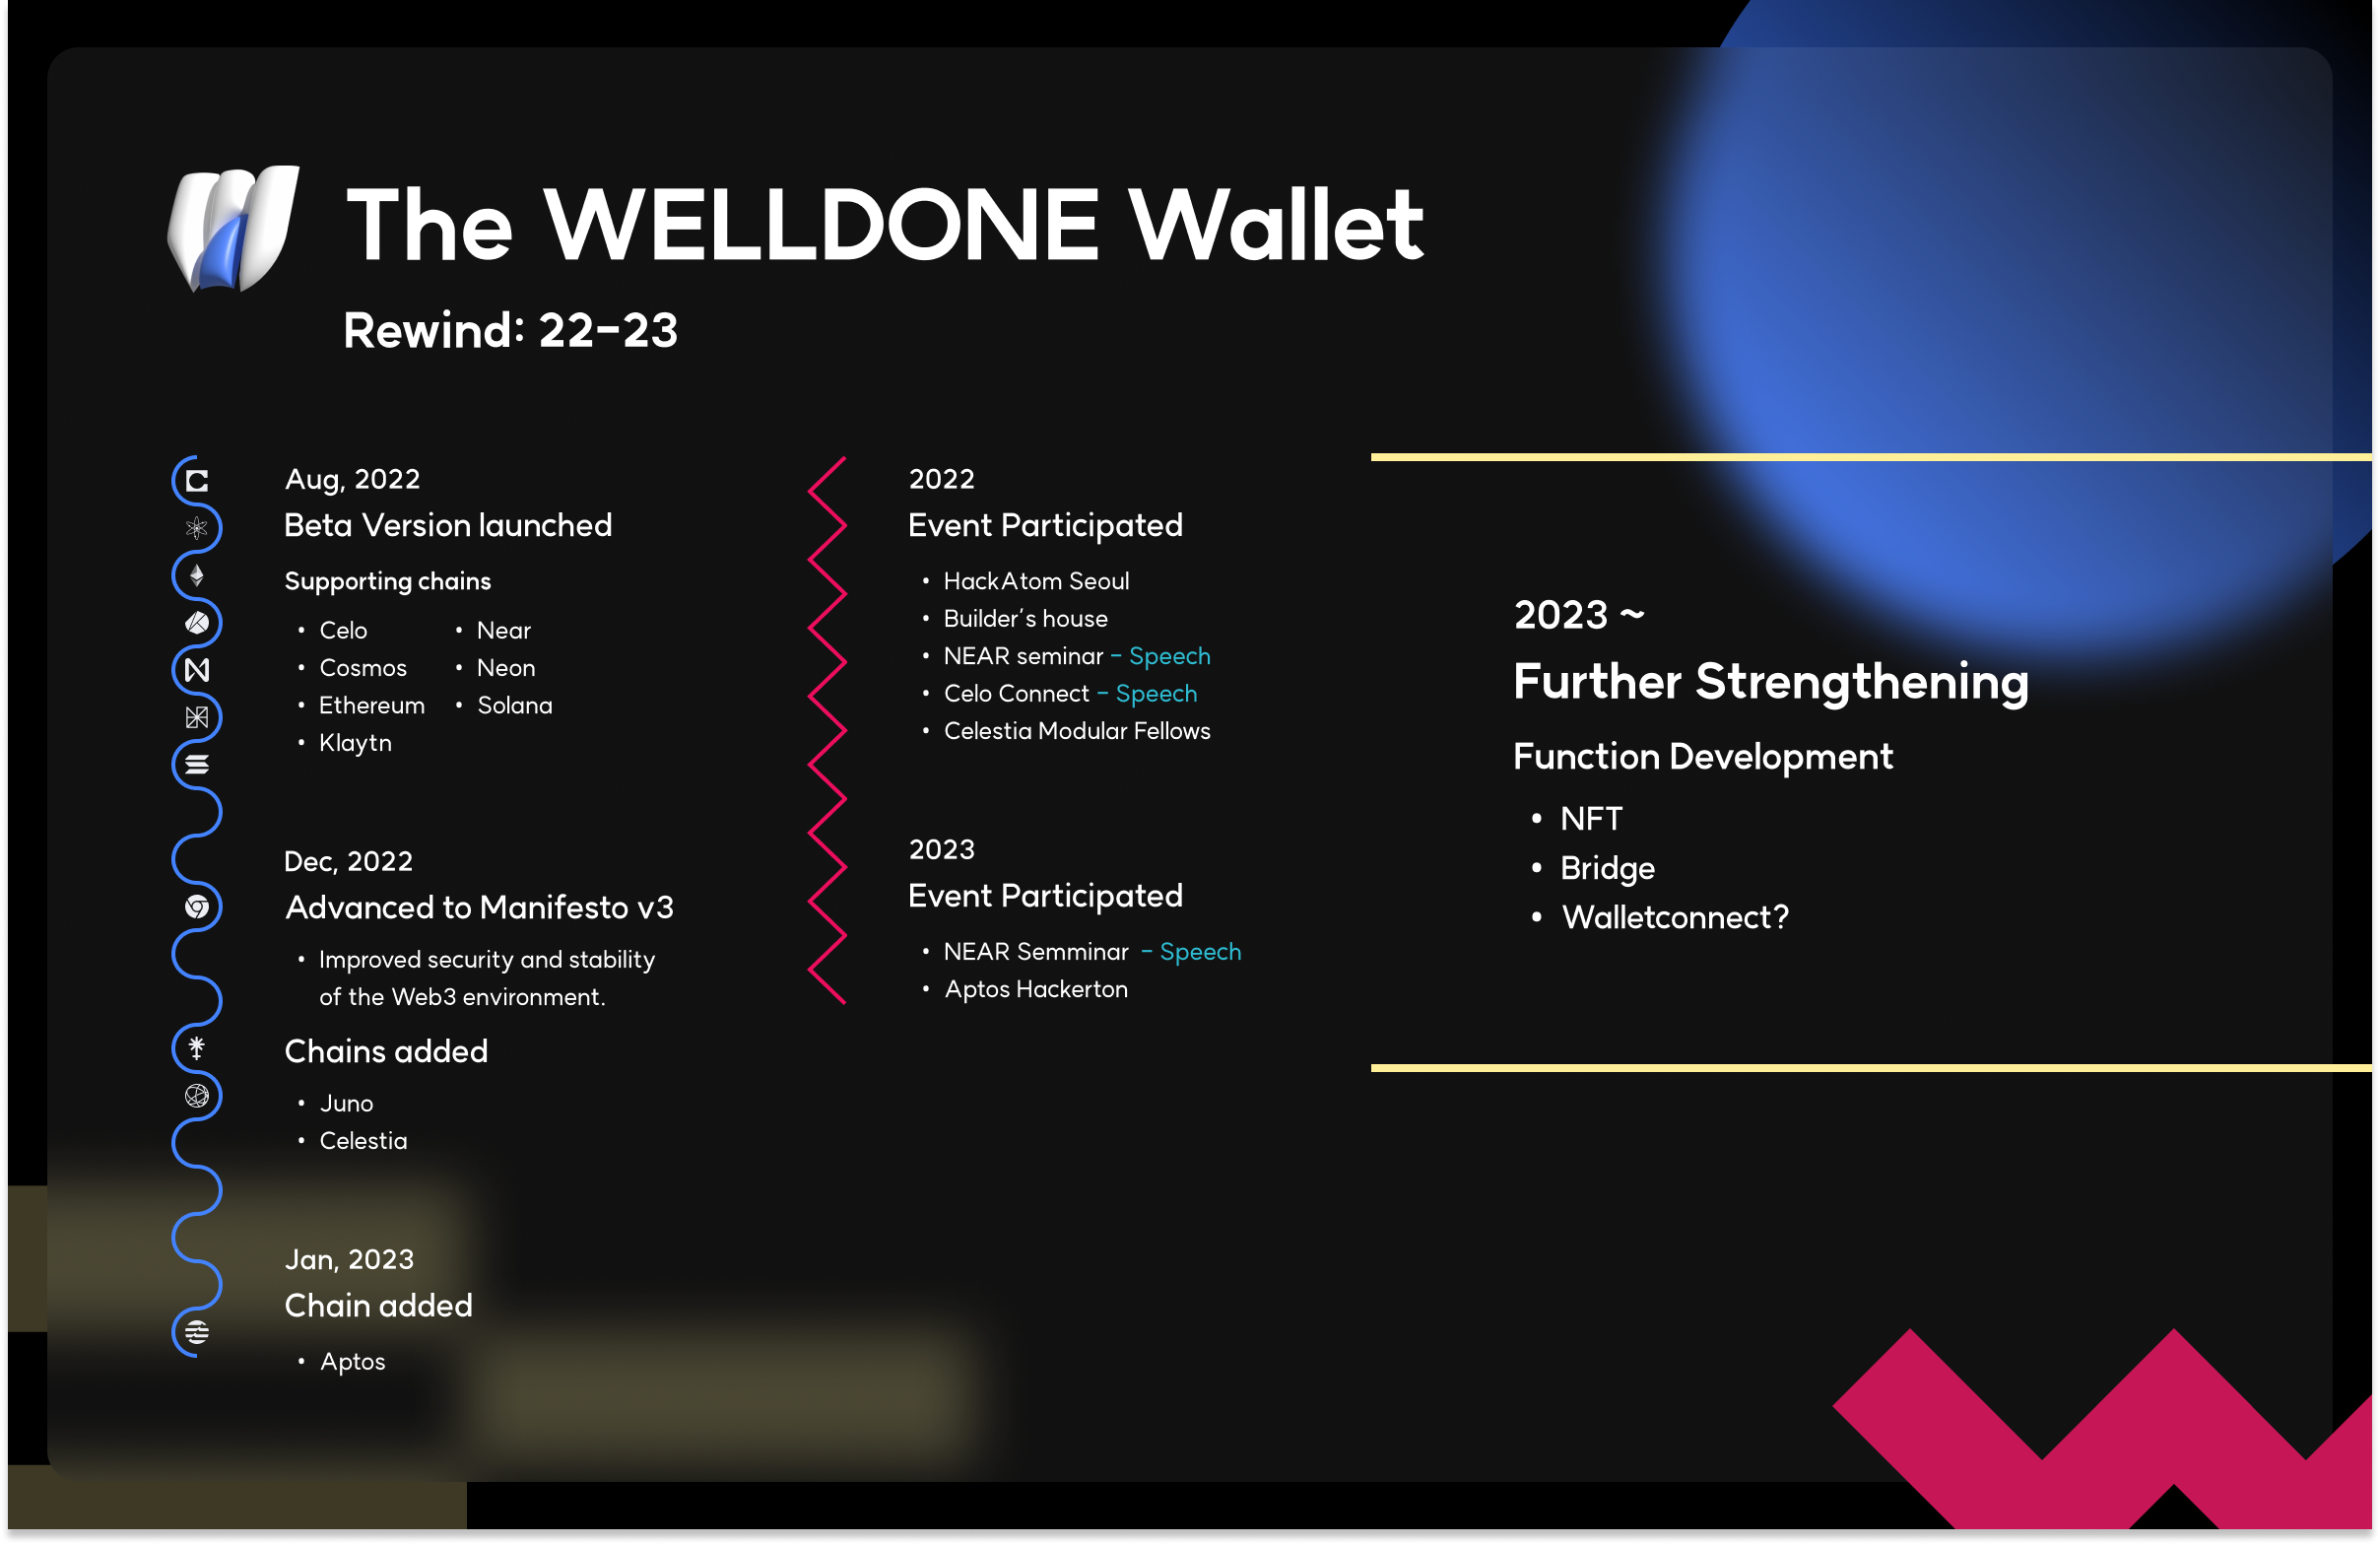 The WELLDONE Wallet
Rewind: 22-23
Aug, 2022
Beta Version launched
Supporting chains
• Celo
• Cosmos
• Ethereum
• Klaytn
• Near
• Neon
• Solana
Dec, 2022
Advanced to Manifesto v3
• Improved security and stability
of the Web3 environment.
Chains added
• Juno
• Celestia
Jan, 2023
Chain added
• Aptos
2022
Event Participated
• HackAtom Seoul
• Builder's house
• NEAR seminar - Speech
• Celo Connect - Speech
• Celestia Modular Fellows
2023
Event Participated
• NEAR Semminar - Speech
• Aptos Hackerton
2023 ~
Further Strengthening
Function Development
• NFT
• Bridge
• Walletconnect?